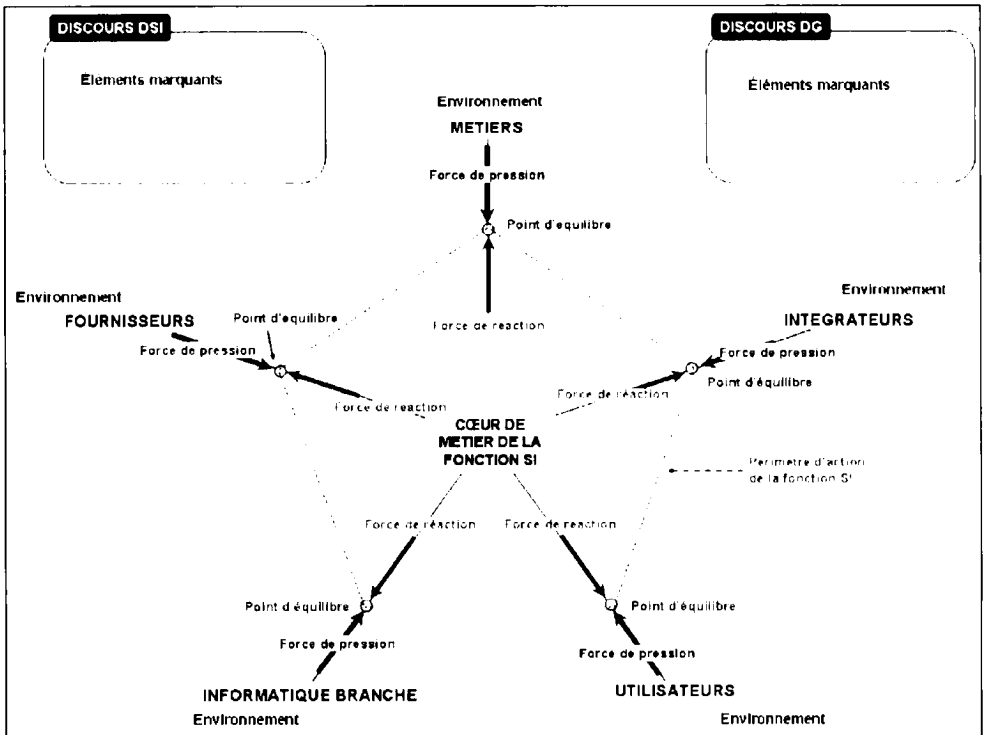 DISCOURS DSI
Élements marquants
DISCOURS DG
Éléments marquants
Environnement
METIERS
Force de pression
Point d'equilibre
Force de reaction
Environnement
FOURNISSEURS
Point d'equilibre
Force de pression
Force de reaction
Environnement
INTEGRATEURS
Force de pression
Point d'équilibre
Force de réaction
CŒUR DE
METIER DE LA
FONCTION SI
Perimetre d'action
de la fonction SI
Force de réaction
Force de reaction
Point d'équilibre
Point d'équilibre
Force de pression
Force de pression
INFORMATIQUE BRANCHE
Environnement
UTILISATEURS
Environnement